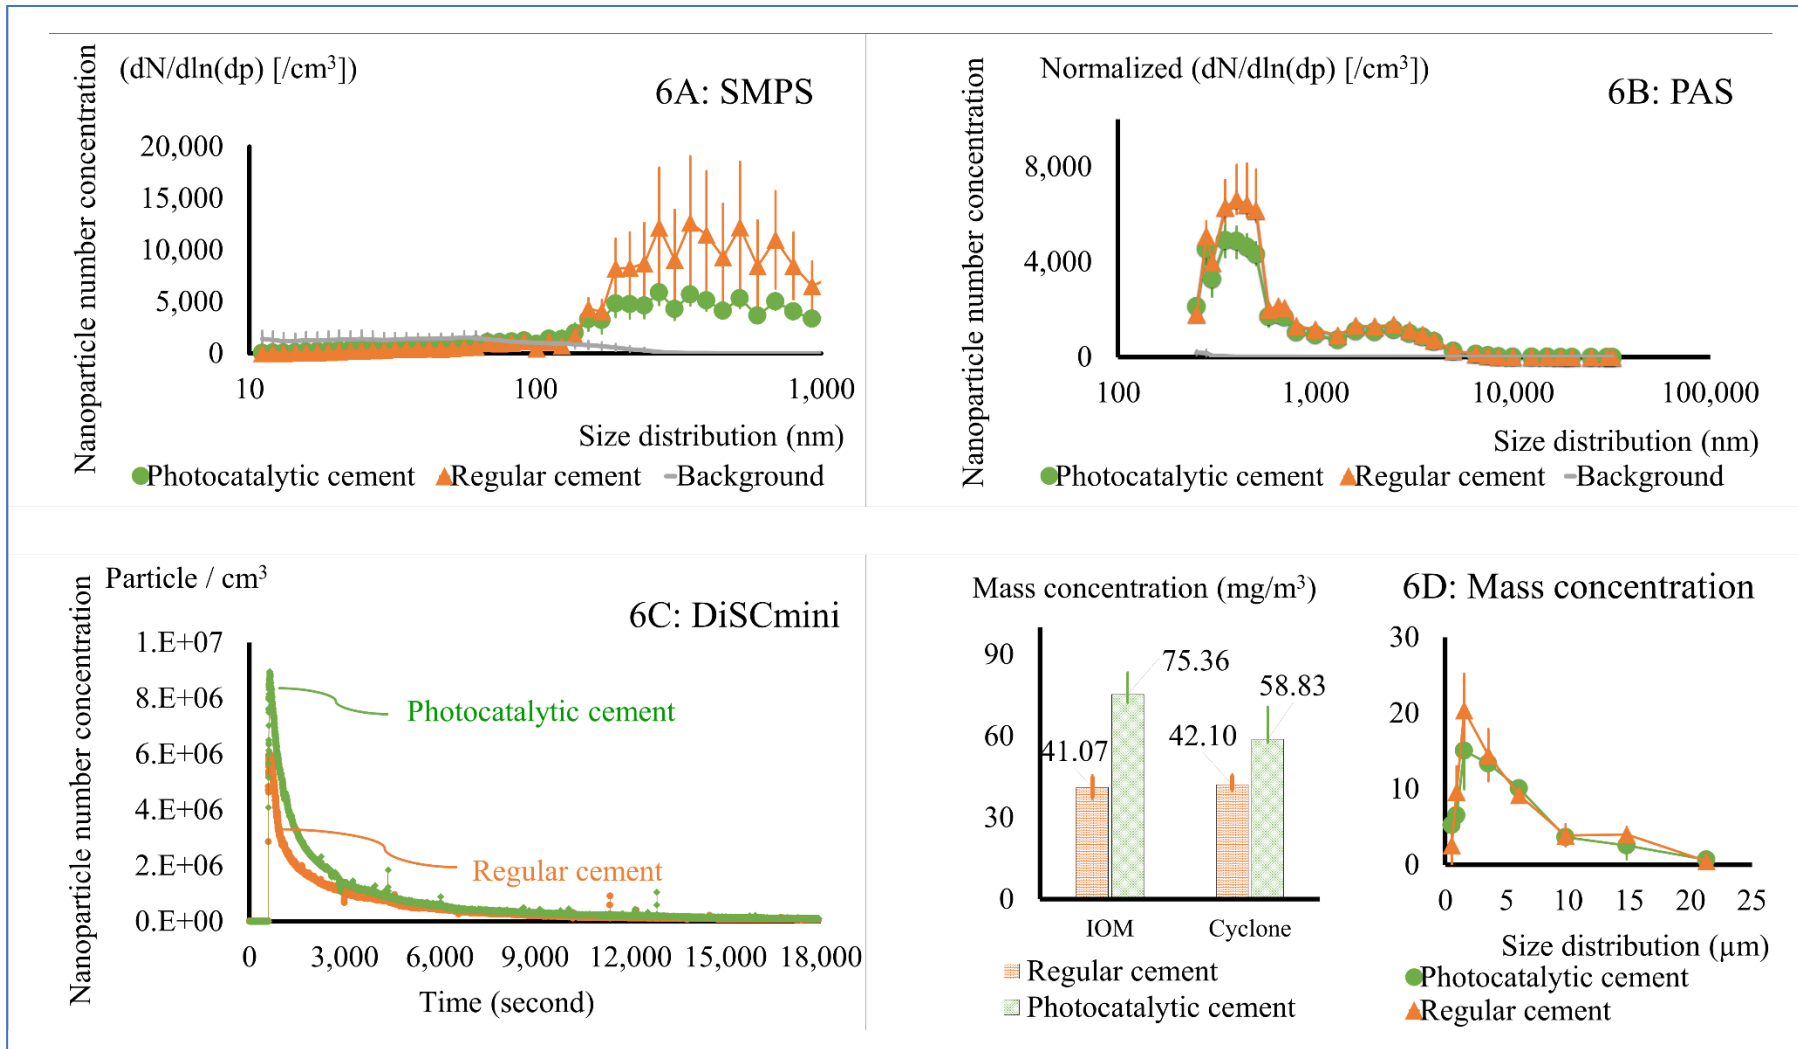 (dN/dln(dp) [/cm³])
6A: SMPS
Nanoparticle number concentration
20,000
15,000
10,000
5,000
0
10
100
1,000
Size distribution (nm)
Photocatalytic cement
Regular cement
Background
Normalized (dN/dln(dp) [/cm³])
6B: PAS
Nanoparticle number concentration
8,000
4,000
0
100
1,000
10,000
100,000
Size distribution (nm)
Photocatalytic cement
Regular cement
Background
Particle / cm³
6C: DiSCmini
Nanoparticle number concentration
1.E+07
8.E+06
6.E+06
4.E+06
2.E+06
0.E+00
Photocatalytic cement
Regular cement
0
3,000
6,000
9,000
12,000
15,000
18,000
Time (second)
Mass concentration (mg/m³)
6D: Mass concentration
90
60
30
0
41.07
75.36
42.10
58.83
IOM
Cyclone
Regular cement
Photocatalytic cement
30
20
10
0
0
5
10
15
20
25
Size distribution (μm)
Photocatalytic cement
Regular cement